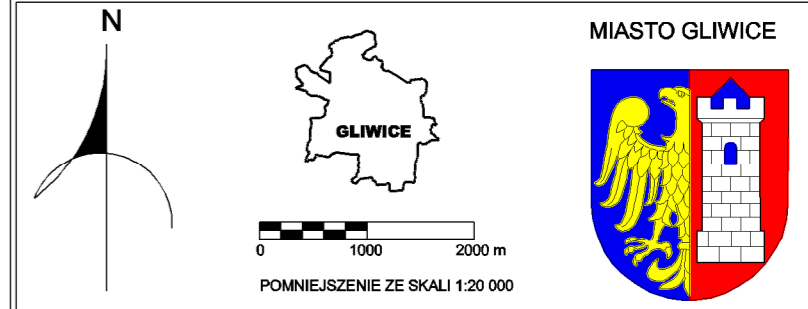 N
MIASTO GLIWICE
GLIWICE
0 1000 2000 m
POMNIEJSZENIE ZE SKALI 1:20 000